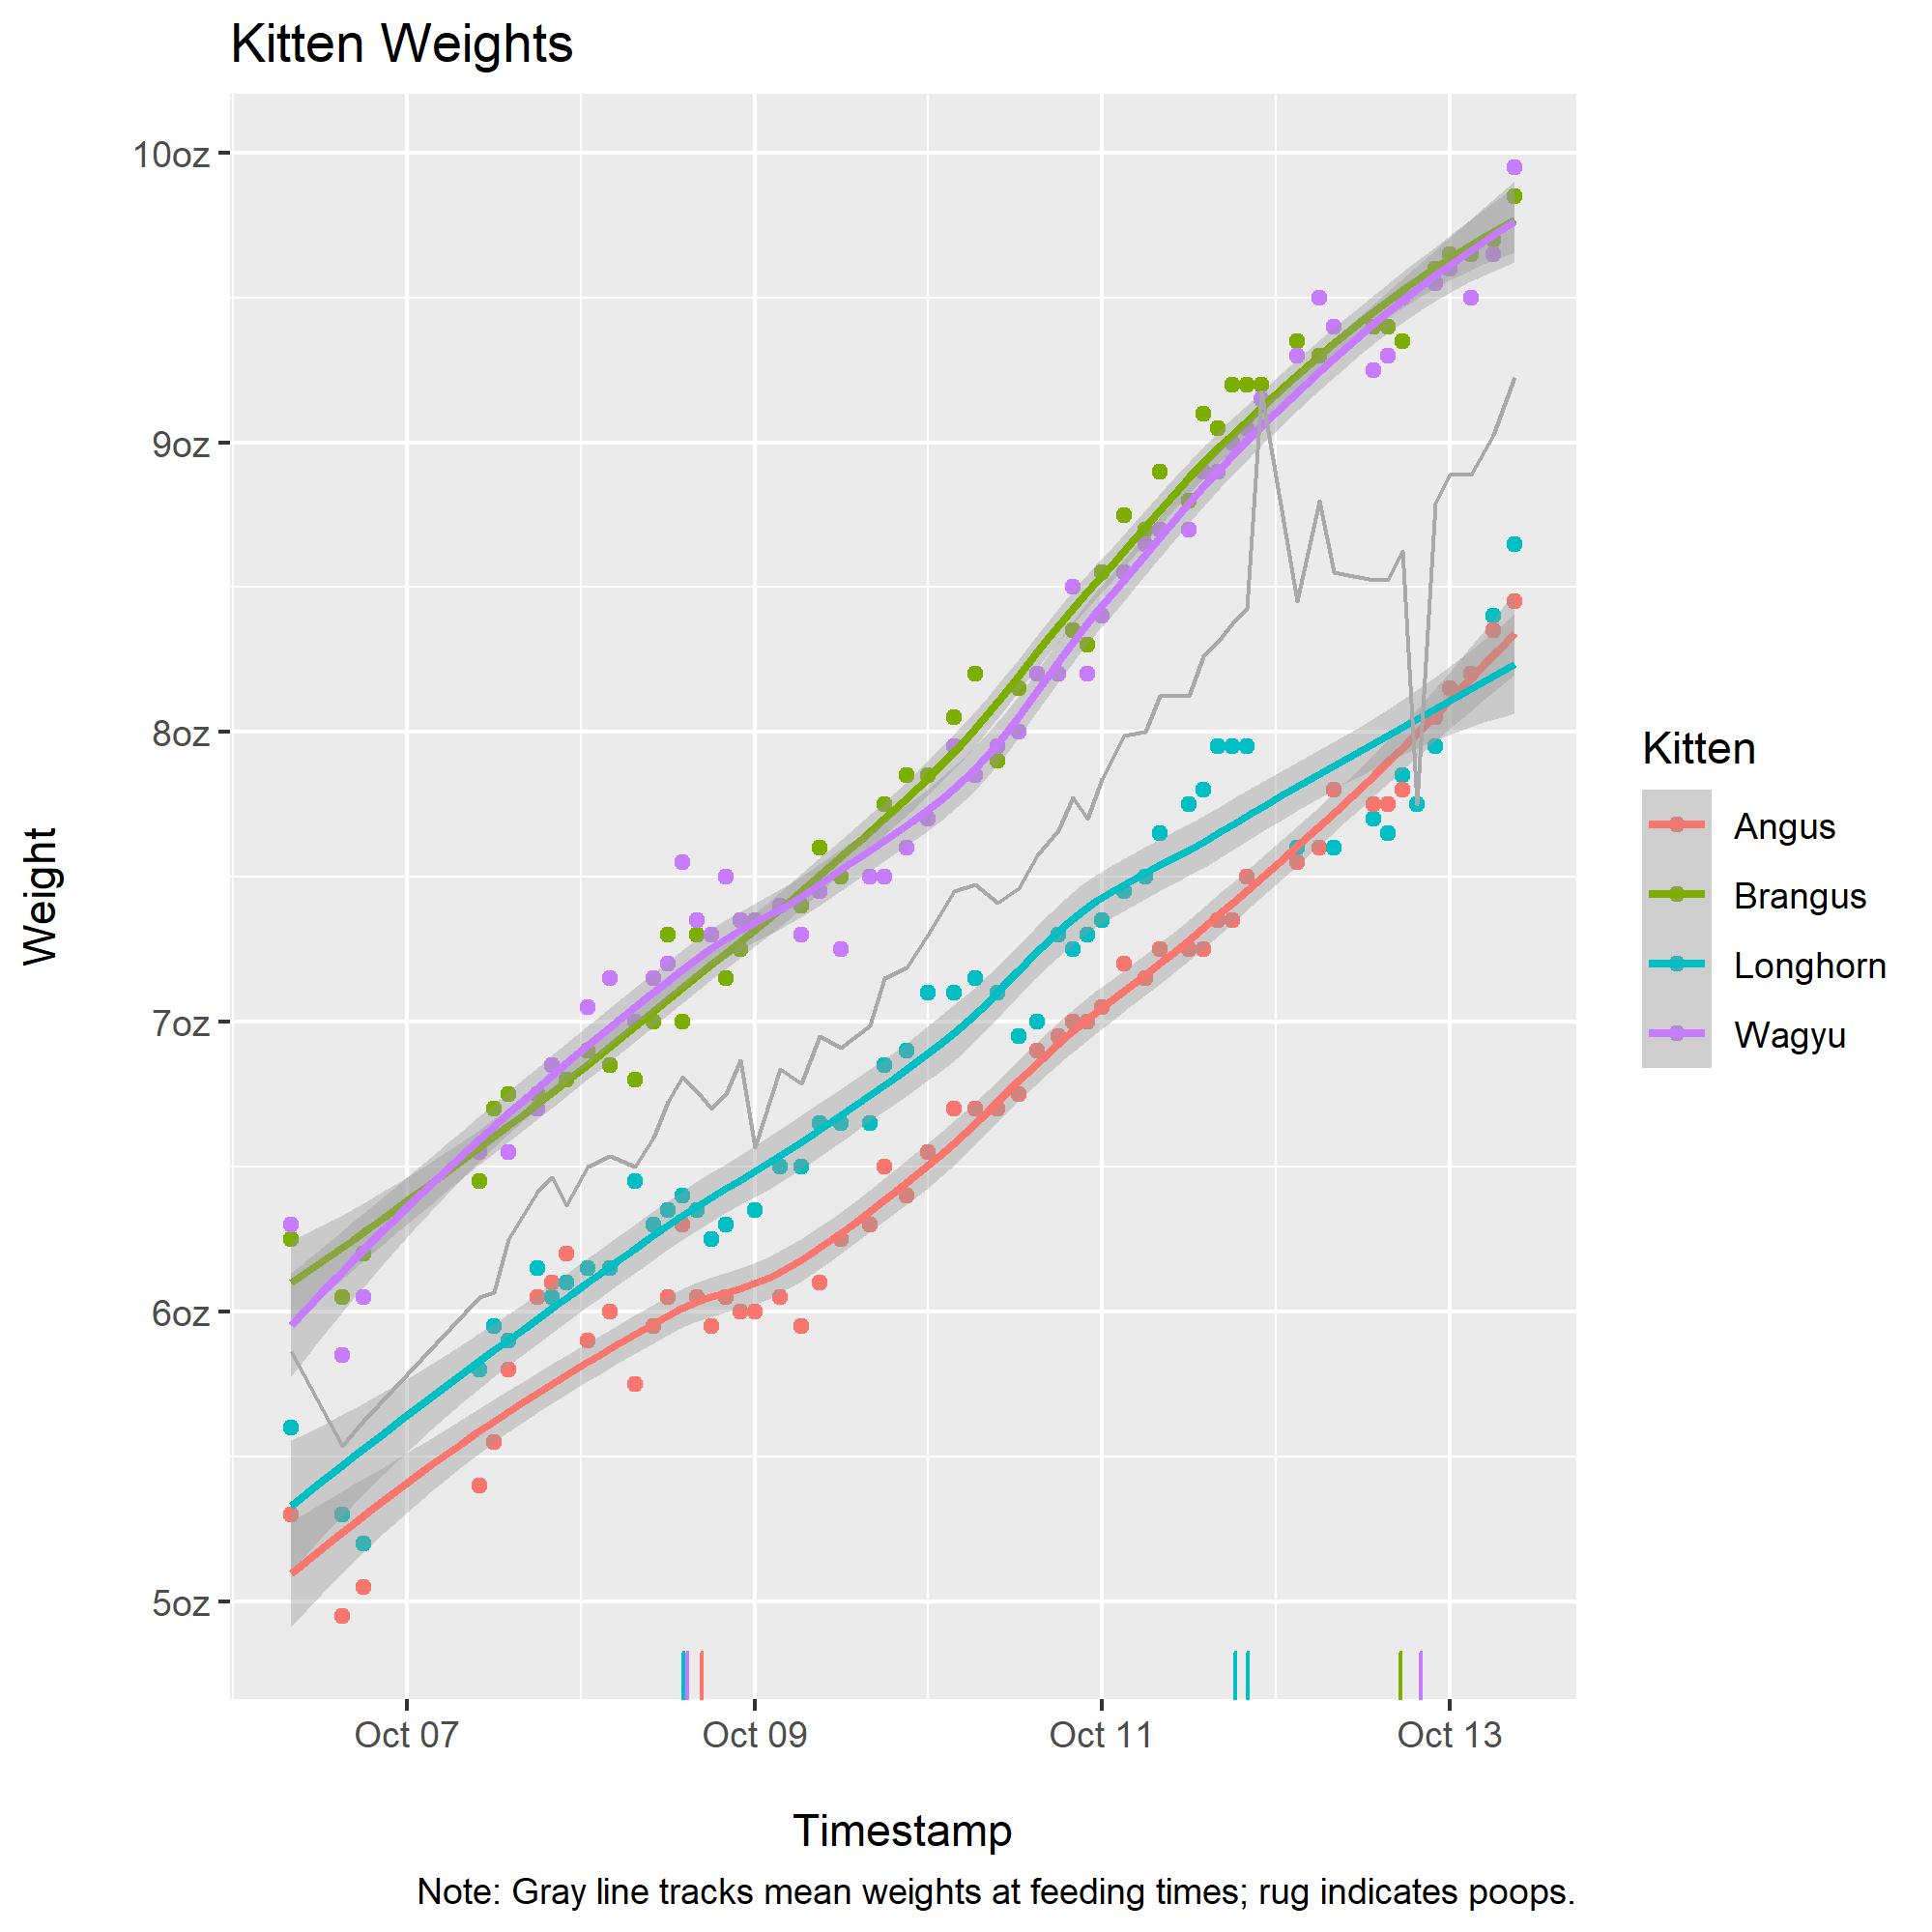 Kitten Weights
10oz
9oz
8oz
7oz
6oz
5oz
Weight
Oct 07
Oct 09
Oct 11
Oct 13
Timestamp
Kitten
Angus
Brangus
Longhorn
Wagyu
Note: Gray line tracks mean weights at feeding times; rug indicates poops.